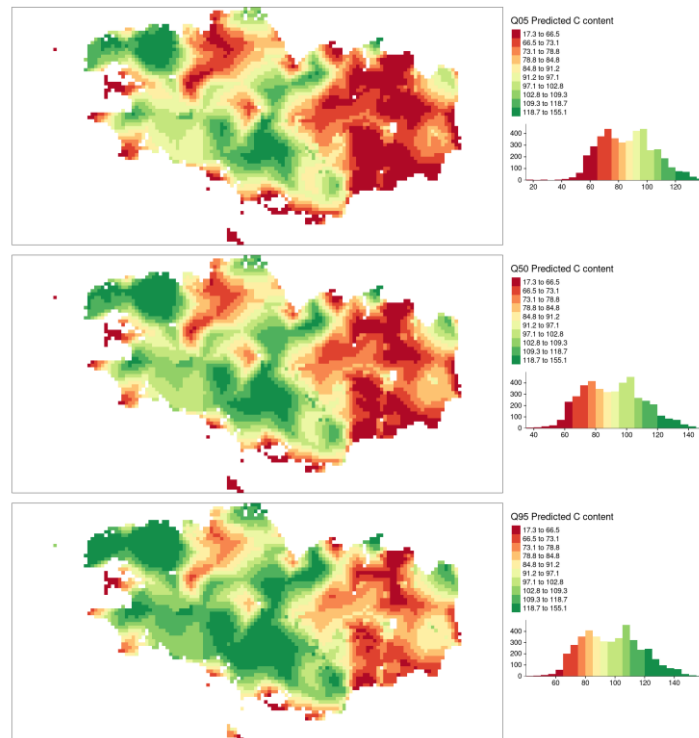 Q05 Predicted C content
17.3 to 66.5
66.5 to 73.1
73.1 to 78.8
78.8 to 84.8
84.8 to 91.2
91.2 to 97.1
97.1 to 102.8
102.8 to 109.3
109.3 to 118.7
118.7 to 155.1
400
300
200
100
0
20 40 60 80 100 120
Q50 Predicted C content
17.3 to 66.5
66.5 to 73.1
73.1 to 78.8
78.8 to 84.8
84.8 to 91.2
91.2 to 97.1
97.1 to 102.8
102.8 to 109.3
109.3 to 118.7
118.7 to 155.1
400
300
200
100
0
40 60 80 100 120 140
Q95 Predicted C content
17.3 to 66.5
66.5 to 73.1
73.1 to 78.8
78.8 to 84.8
84.8 to 91.2
91.2 to 97.1
97.1 to 102.8
102.8 to 109.3
109.3 to 118.7
118.7 to 155.1
400
300
200
100
0
60 80 100 120 140